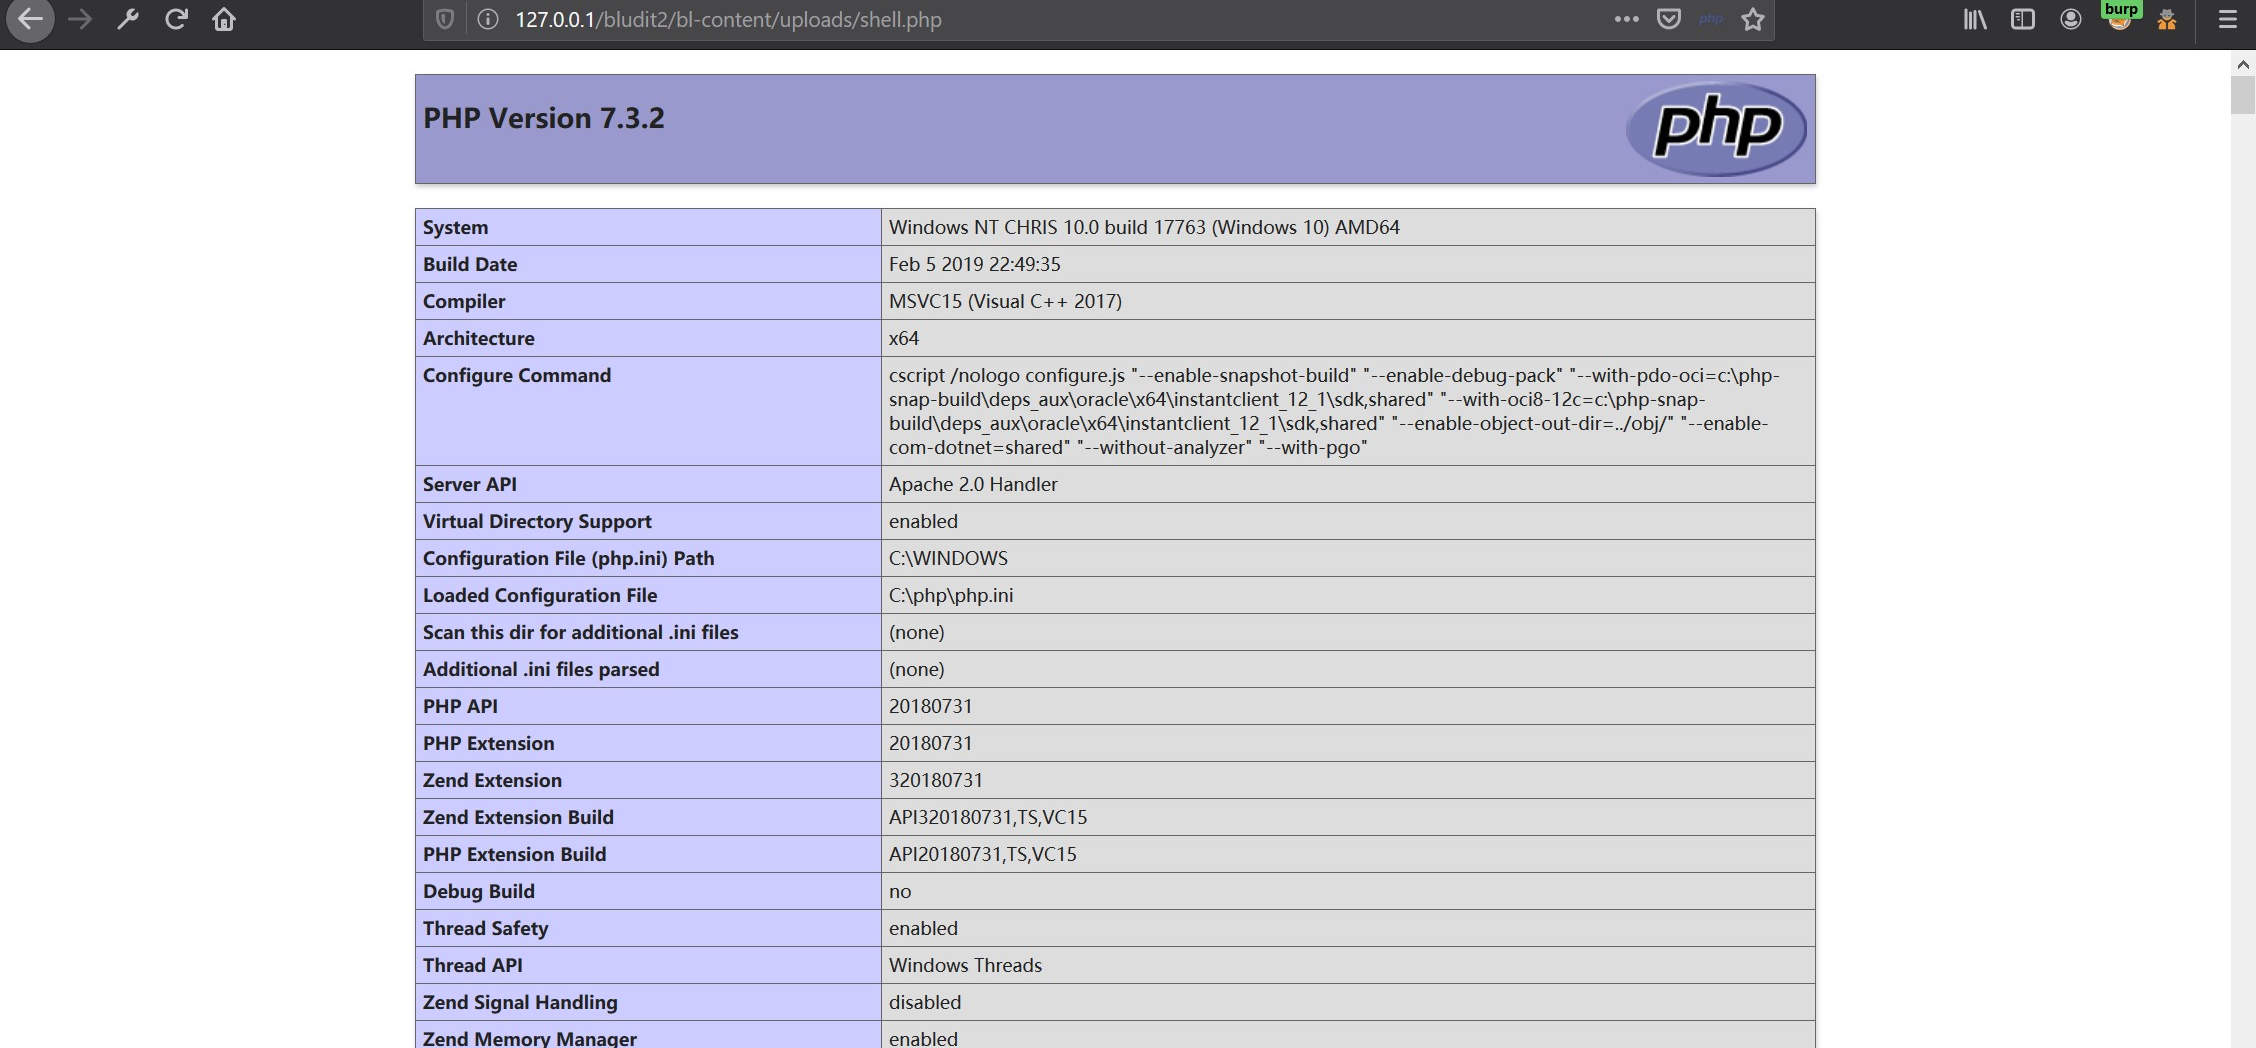 127.0.0.1/bludit2/bl-content/uploads/shell.php
php
burp
PHP Version 7.3.2
php
System Windows NT CHRIS 10.0 build 17763 (Windows 10) AMD64
Build Date Feb 5 2019 22:49:35
Compiler MSVC15 (Visual C++ 2017)
Architecture x64
Configure Command cscript /nologo configure.js "--enable-snapshot-build" "--enable-debug-pack" "--with-pdo-oci=c:\php-
snap-build\deps_aux\oracle\x64\instantclient_12_1\sdk,shared" "--with-oci8-12c=c:\php-snap-
build\deps_aux\oracle\x64\instantclient_12_1\sdk,shared" "--enable-object-out-dir=../obj/" "--enable-
com-dotnet=shared" "--without-analyzer" "--with-pgo"
Server API Apache 2.0 Handler
Virtual Directory Support enabled
Configuration File (php.ini) Path C:\WINDOWS
Loaded Configuration File C:\php\php.ini
Scan this dir for additional .ini files (none)
Additional .ini files parsed (none)
PHP API 20180731
PHP Extension 20180731
Zend Extension 320180731
Zend Extension Build API320180731,TS,VC15
PHP Extension Build API20180731,TS,VC15
Debug Build no
Thread Safety enabled
Thread API Windows Threads
Zend Signal Handling disabled
Zend Memory Manager enabled